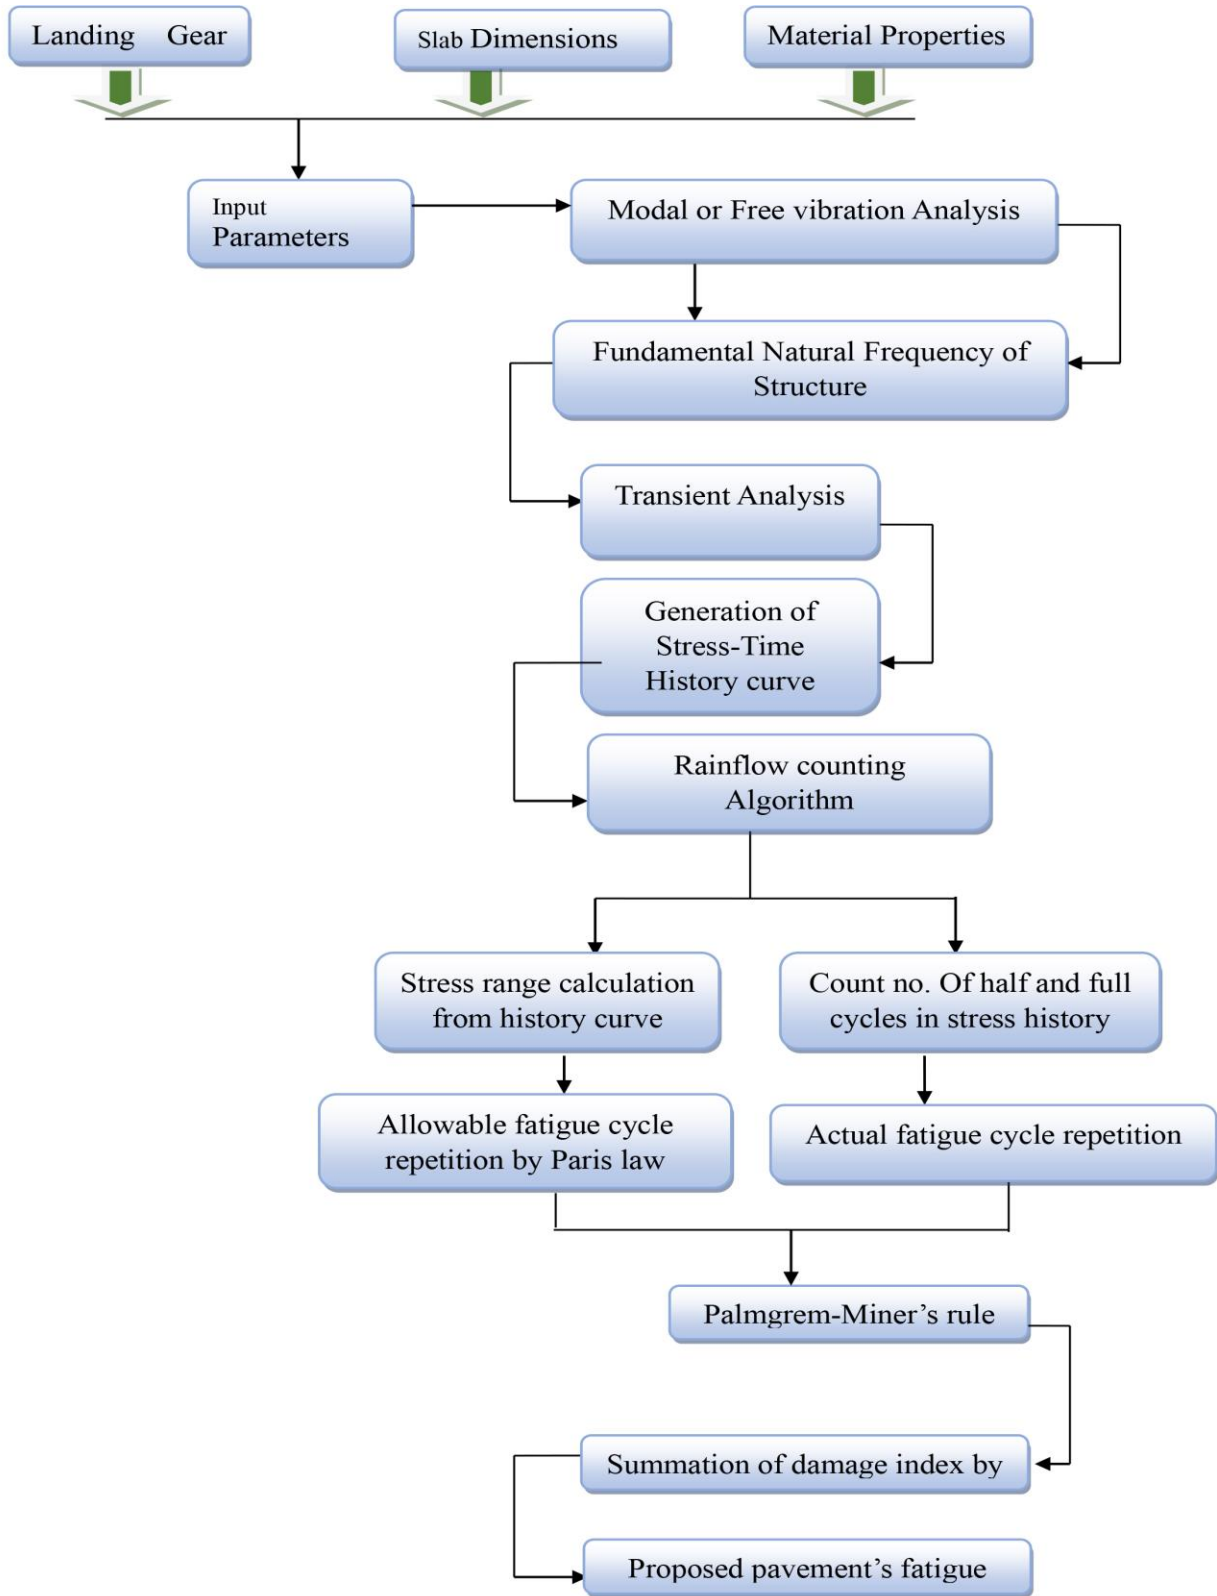 Landing Gear
Slab Dimensions
Material Properties
Input
Parameters
Modal or Free vibration Analysis
Fundamental Natural Frequency of
Structure
Transient Analysis
Generation of
Stress-Time
History curve
Rainflow counting
Algorithm
Stress range calculation
from history curve
Count no. Of half and full
cycles in stress history
Allowable fatigue cycle
repetition by Paris law
Actual fatigue cycle repetition
Palmgrem-Miner’s rule
Summation of damage index by
Proposed pavement’s fatigue